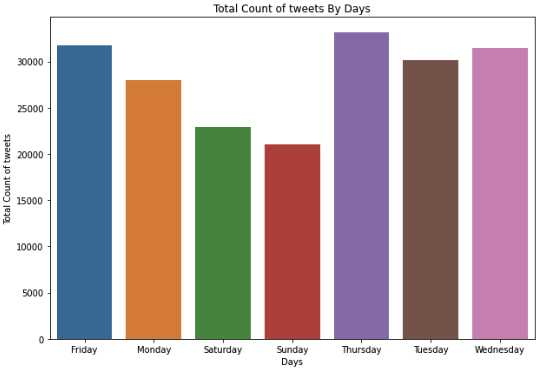 Total Count of tweets By Days
Total Count of tweets
30000
25000
20000
15000
10000
5000
0
Friday Monday Saturday Sunday Thursday Tuesday Wednesday
Days